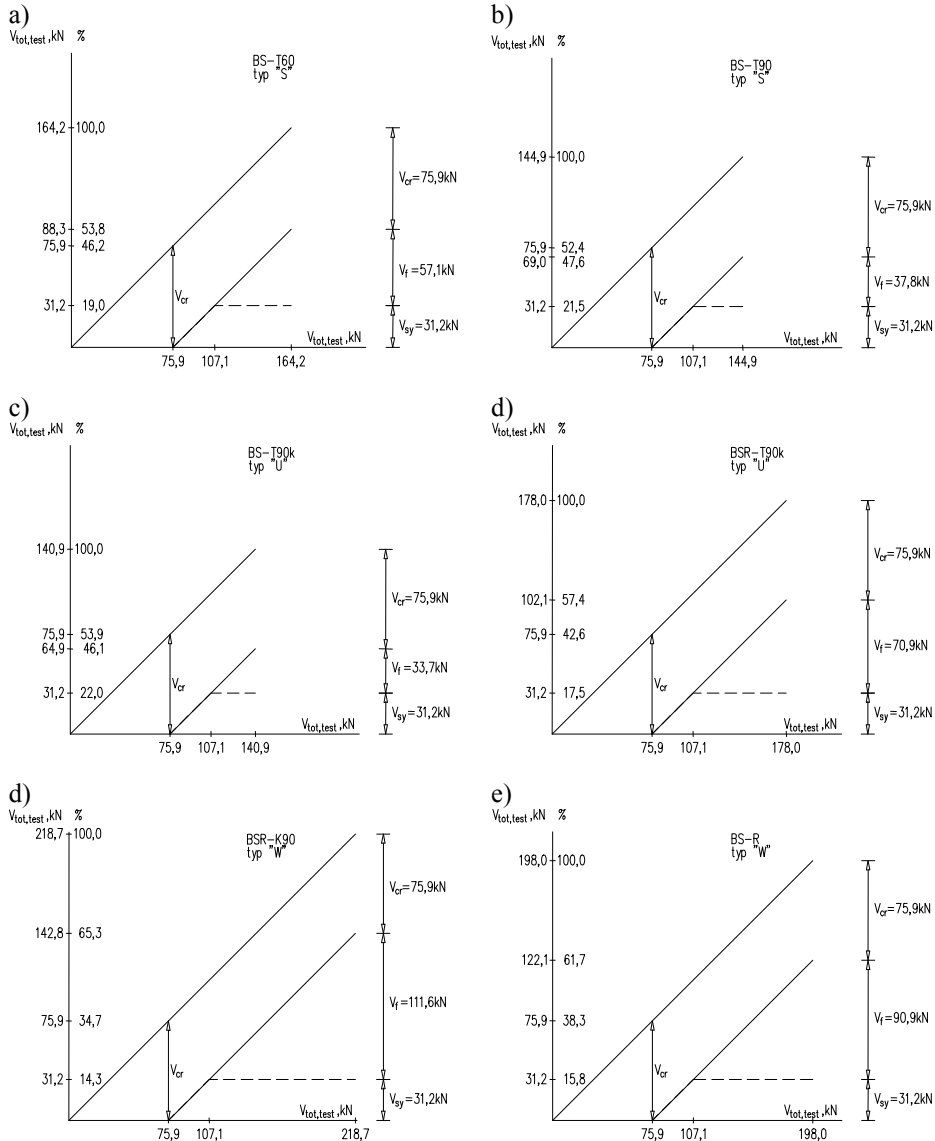 a)
V_tot,test ,kN %
BS-T60
typ "S"
164,2 100,0
88,3 53,8
75,9 46,2
31,2 19,0
V_cr
V_cr=75,9kN
V_f=57,1kN
V_sy=31,2kN
V_tot,test ,kN
75,9 107,1 164,2
b)
V_tot,test ,kN %
BS-T90
typ "S"
144,9 100,0
75,9 52,4
69,0 47,6
31,2 21,5
V_cr
V_cr=75,9kN
V_f=37,8kN
V_sy=31,2kN
V_tot,test ,kN
75,9 107,1 144,9
c)
V_tot,test ,kN %
BS-T90k
typ "U"
140,9 100,0
75,9 53,9
64,9 46,1
31,2 22,0
V_cr
V_cr=75,9kN
V_f=33,7kN
V_sy=31,2kN
V_tot,test ,kN
75,9 107,1 140,9
d)
V_tot,test ,kN %
BSR-T90k
typ "U"
178,0 100,0
102,1 57,4
75,9 42,6
31,2 17,5
V_cr
V_cr=75,9kN
V_f=70,9kN
V_sy=31,2kN
V_tot,test ,kN
75,9 107,1 178,0
d)
V_tot,test ,kN %
BSR-K90
typ "W"
218,7 100,0
142,8 65,3
75,9 34,7
31,2 14,3
V_cr
V_cr=75,9kN
V_f=111,6kN
V_sy=31,2kN
V_tot,test ,kN
75,9 107,1 218,7
e)
V_tot,test ,kN %
BS-R
typ "W"
198,0 100,0
122,1 61,7
75,9 38,3
31,2 15,8
V_cr
V_cr=75,9kN
V_f=90,9kN
V_sy=31,2kN
V_tot,test ,kN
75,9 107,1 198,0